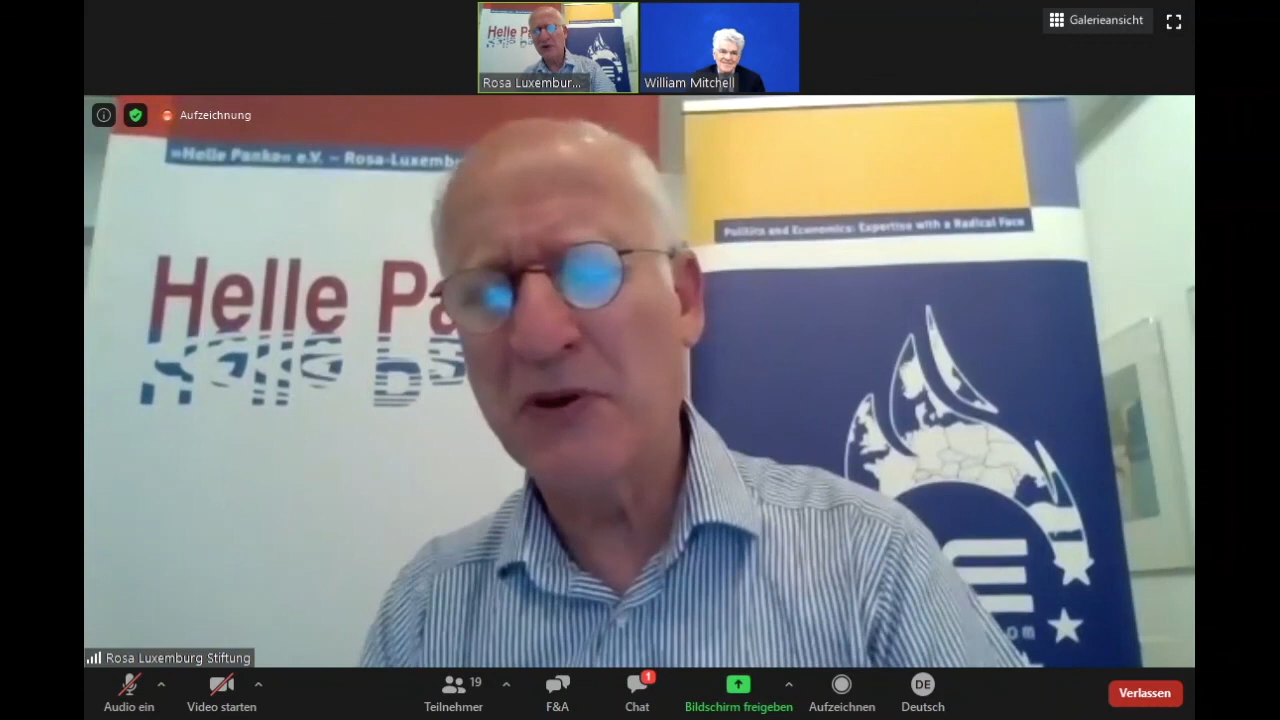 Galerieansicht
Helle P
Rosa Luxembur...
William Mitchell
Aufzeichnung
»Helle Panke« e.V. – Rosa-Luxemb
Politics and Economics: Expertise with a Radical Face
Helle Pa
Rosa Luxemburg Stiftung
19
1
Audio ein
Video starten
Teilnehmer
F&A
Chat
Bildschirm freigeben
Aufzeichnen
DE
Deutsch
Verlassen